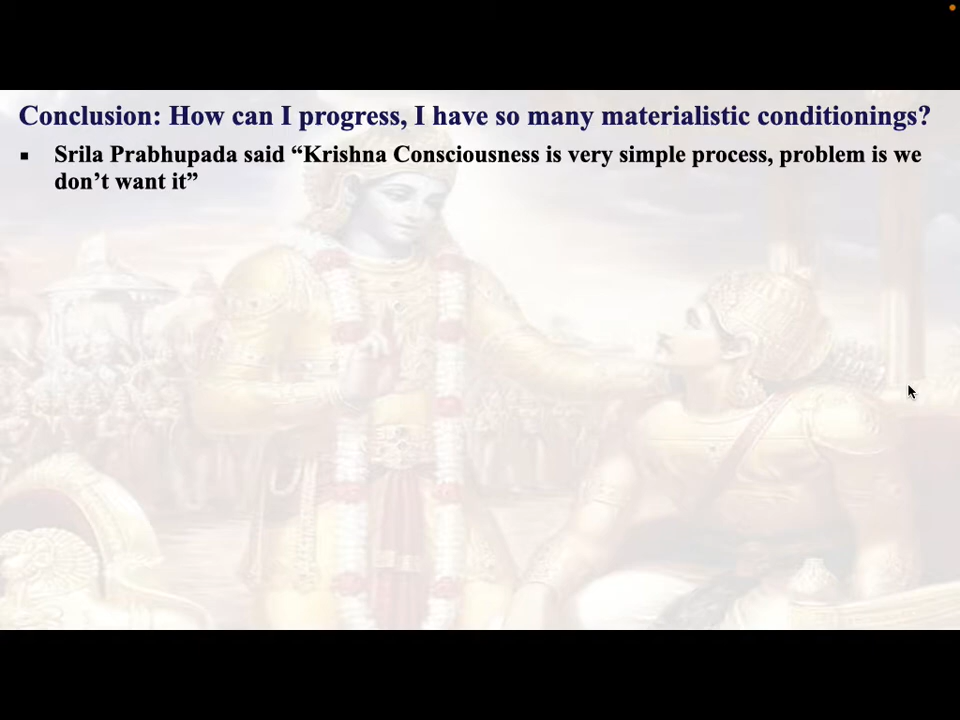 Conclusion: How can I progress, I have so many materialistic conditionings?
▪ Srila Prabhupada said “Krishna Consciousness is very simple process, problem is we
don’t want it”